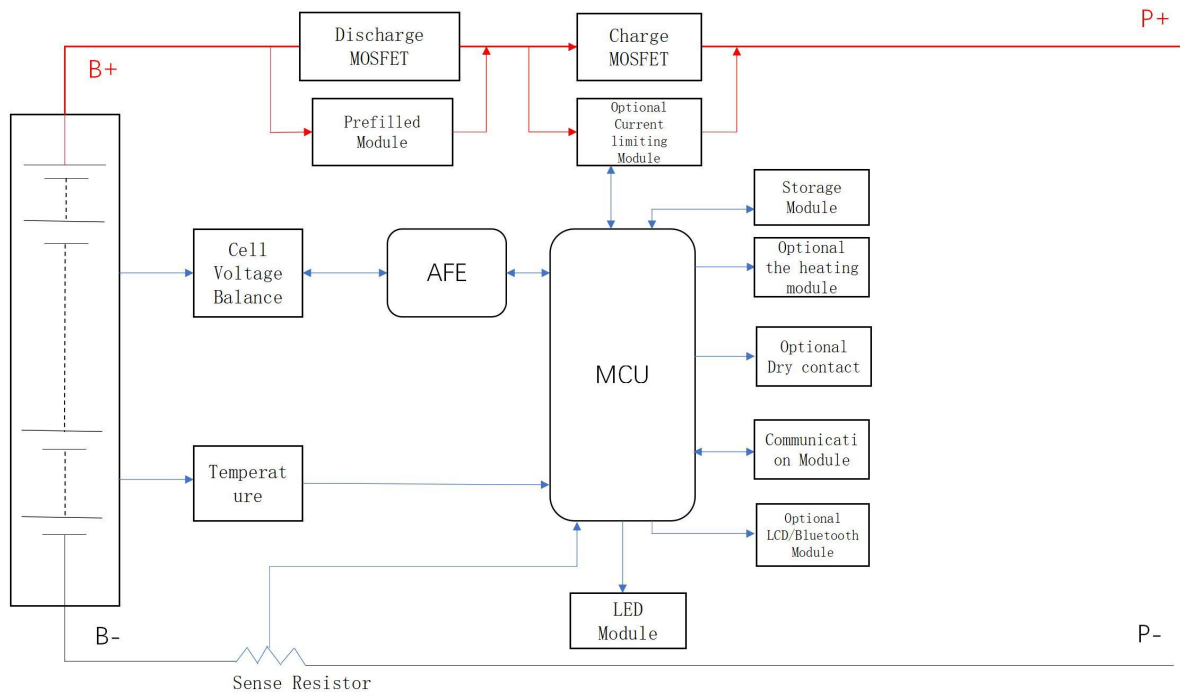 P+
Discharge
MOSFET
Charge
MOSFET
B+
Prefilled
Module
Optional
Current
limiting
Module
Storage
Module
Cell
Voltage
Balance
AFE
Optional
the heating
module
MCU
Optional
Dry contact
Communicati
on Module
Temperat
ure
Optional
LCD/Bluetooth
Module
LED
Module
B-
P-
Sense Resistor